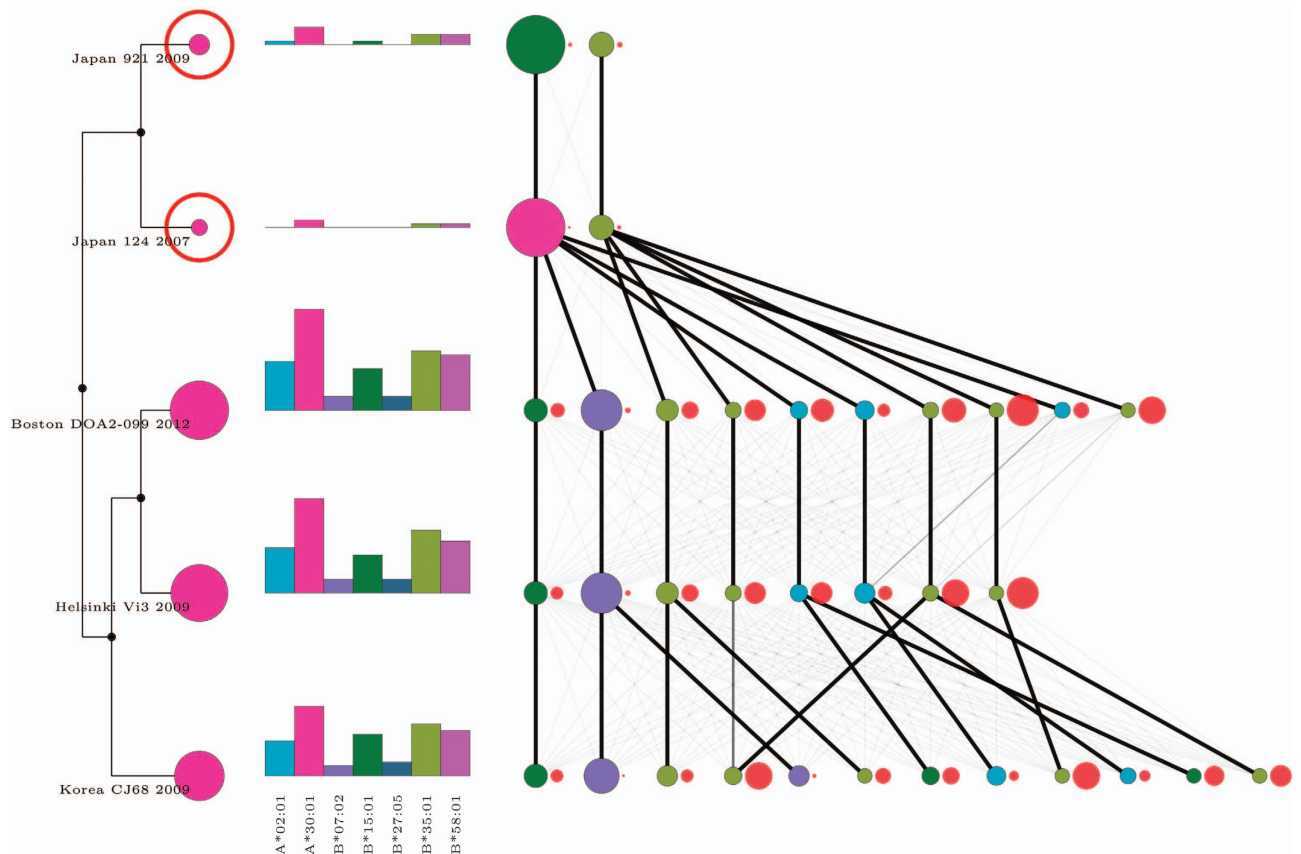 Japan 921 2009
Japan 124 2007
Boston DOA2-099 2012
Helsinki Vi3 2009
Korea CJ68 2009
A*02:01
A*30:01
B*07:02
B*15:01
B*27:05
B*35:01
B*58:01